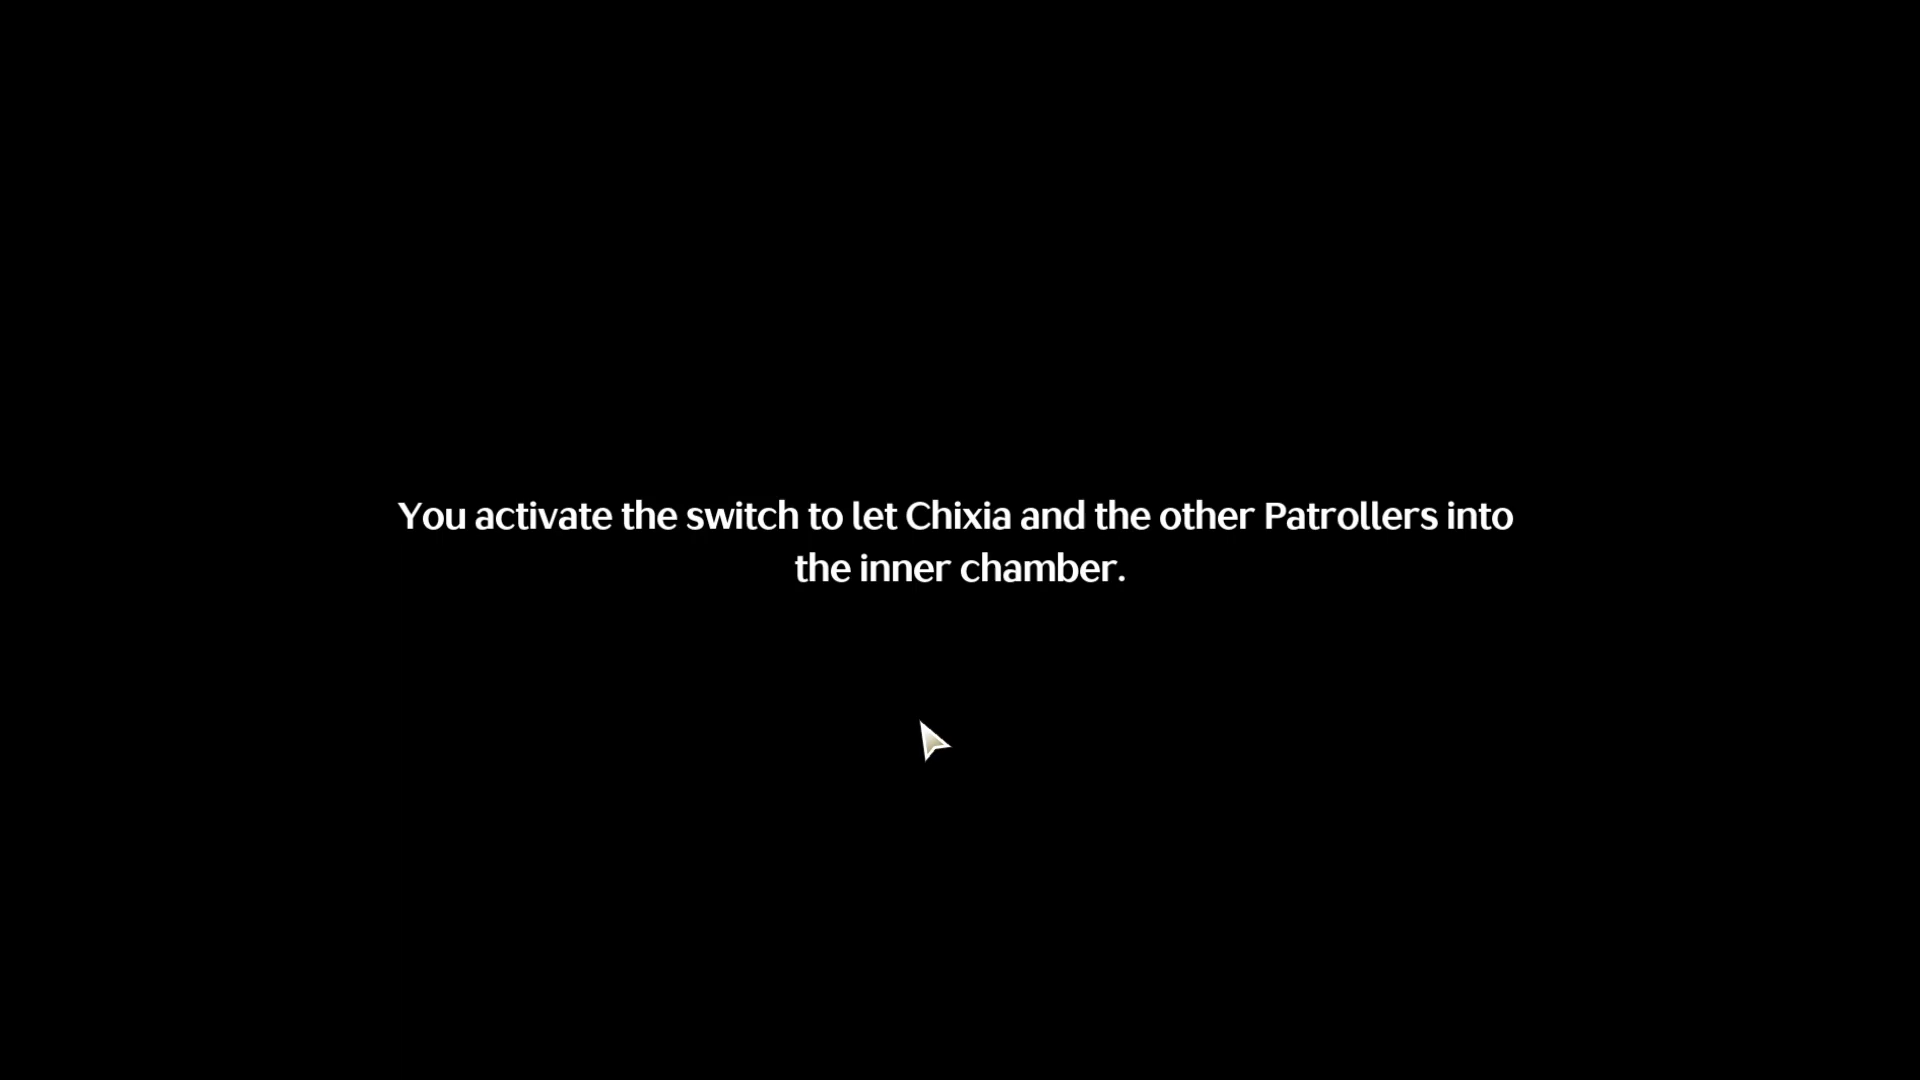 You activate the switch to let Chixia and the other Patrollers into
the inner chamber.